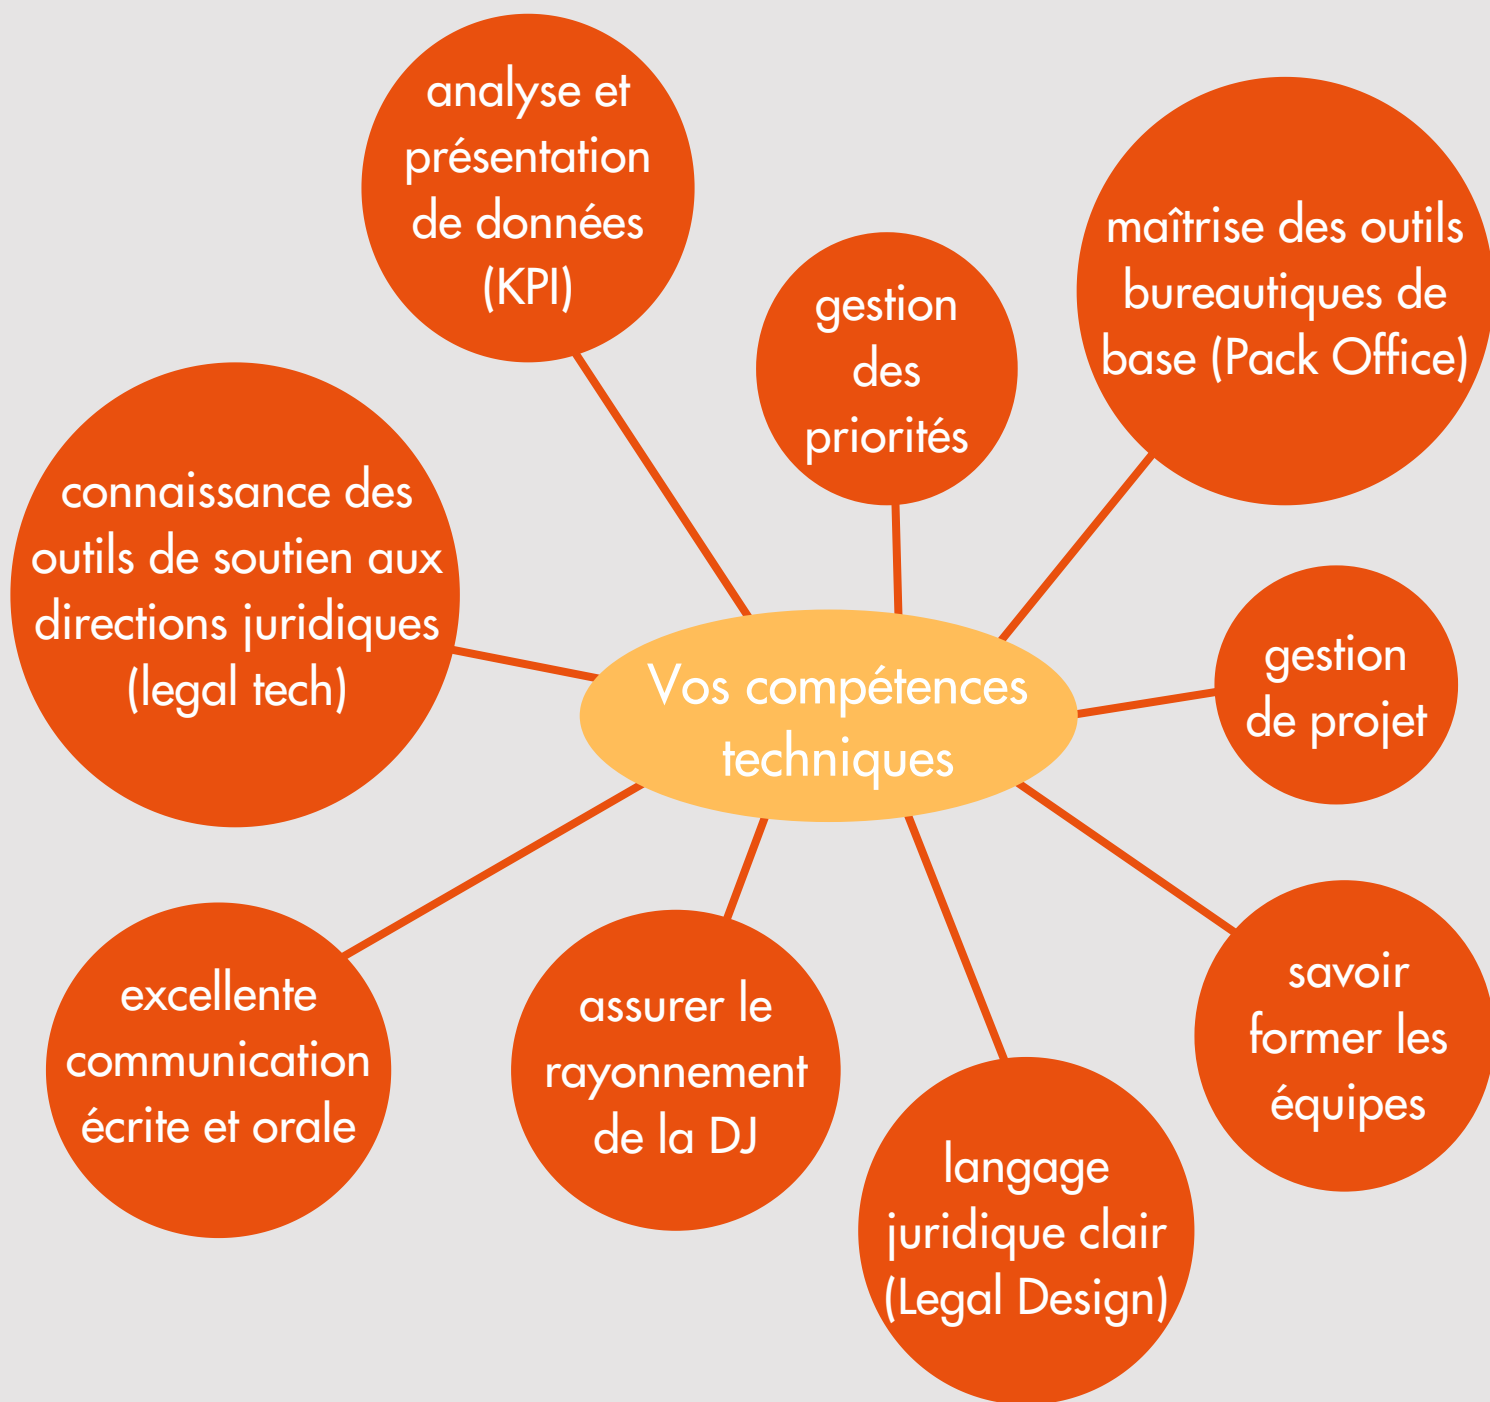 analyse et
présentation
de données
(KPI)
gestion
des
priorités
maîtrise des outils
bureautiques de
base (Pack Office)
connaissance des
outils de soutien aux
directions juridiques
(legal tech)
Vos compétences
techniques
gestion
de projet
excellente
communication
écrite et orale
assurer le
rayonnement
de la DJ
langage
juridique clair
(Legal Design)
savoir
former les
équipes